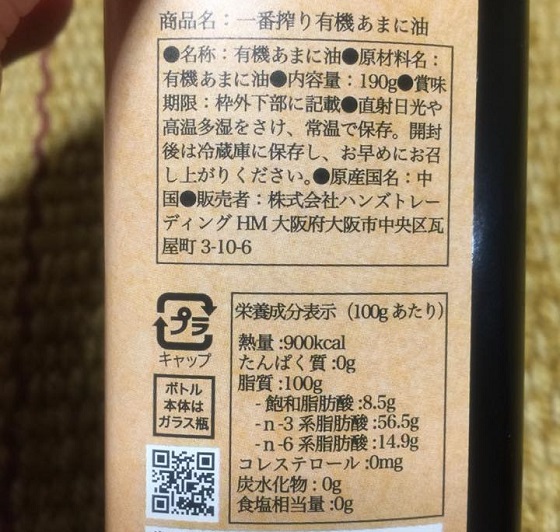 商品名：一番搾り有機あまに油
●名称：有機あまに油●原材料名：
有機あまに油●内容量：190g●賞味
期限：枠外下部に記載●直射日光や
高温多湿をさけ、常温で保存。開封
後は冷蔵庫に保存し、お早めにお召
し上がりください。●原産国名：中
国●販売者：株式会社ハンズトレー
ディング HM 大阪府大阪市中央区瓦
屋町 3-10-6
プラ
キャップ
ボトル
本体は
ガラス瓶
栄養成分表示（100g あたり）
熱量:900kcal
たんぱく質:0g
脂質:100g
-飽和脂肪酸:8.5g
-n-3 系脂肪酸:56.5g
-n-6 系脂肪酸:14.9g
コレステロール:0mg
炭水化物：0g
食塩相当量:0g